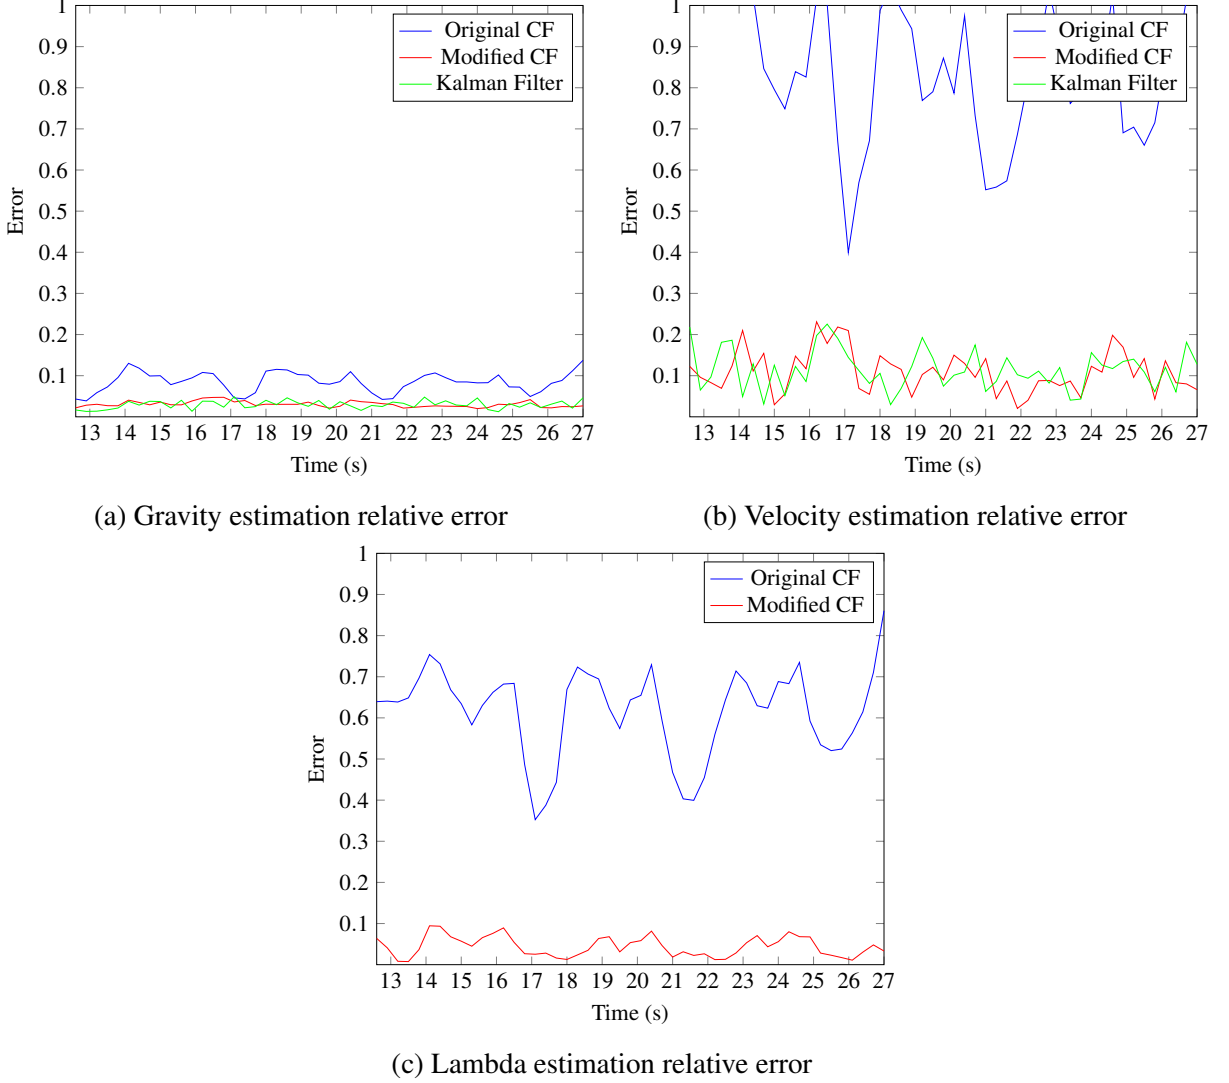 1
0.9
0.8
0.7
0.6
0.5
0.4
0.3
0.2
0.1
Error
13 14 15 16 17 18 19 20 21 22 23 24 25 26 27
Time (s)
Original CF
Modified CF
Kalman Filter
(a) Gravity estimation relative error
1
0.9
0.8
0.7
0.6
0.5
0.4
0.3
0.2
0.1
Error
13 14 15 16 17 18 19 20 21 22 23 24 25 26 27
Time (s)
Original CF
Modified CF
Kalman Filter
(b) Velocity estimation relative error
1
0.9
0.8
0.7
0.6
0.5
0.4
0.3
0.2
0.1
Error
13 14 15 16 17 18 19 20 21 22 23 24 25 26 27
Time (s)
Original CF
Modified CF
(c) Lambda estimation relative error